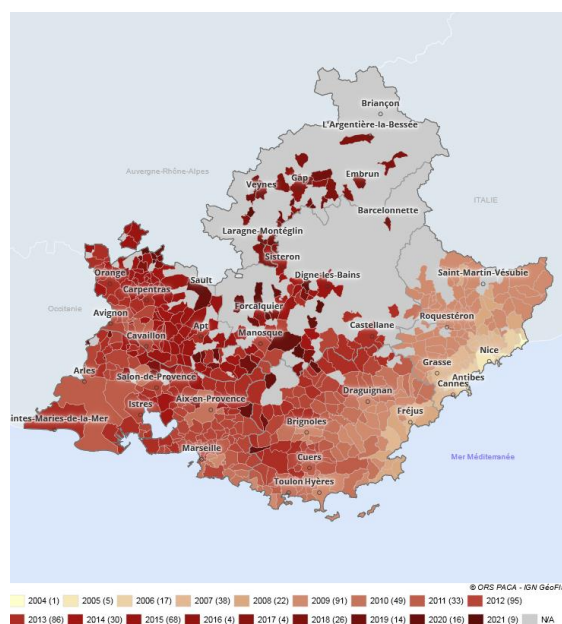 Briançon
L'Argentière-la-Bessée
Auvergne-Rhône-Alpes
Gap
Embrun
Veynes
ITALIE
Barcelonnette
Laragne-Montéglin
Sisteron
Orange
Digne-les-Bains
Saint-Martin-Vésubie
Sault
Carpentras
Forcalquier
Occitanie
Avignon
Apt
Manosque
Castellane
Roquestéron
Cavaillon
Nice
Grasse
Arles
Salon-de-Provence
Antibes
Cannes
Draguignan
Istres
Aix-en-Provence
Fréjus
intes-Maries-de-la-Mer
Brignoles
Marseille
Cuers
Mer Méditerranée
Toulon Hyères
© ORS PACA - IGN GéoFl
2004 (1) 2005 (5) 2006 (17) 2007 (38) 2008 (22) 2009 (91) 2010 (49) 2011 (33) 2012 (95)
2013 (86) 2014 (30) 2015 (68) 2016 (4) 2017 (4) 2018 (26) 2019 (14) 2020 (16) 2021 (9) N/A